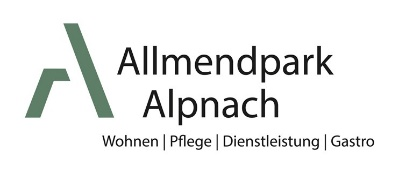 Allmendpark
Alpnach
Wohnen | Pflege | Dienstleistung | Gastro